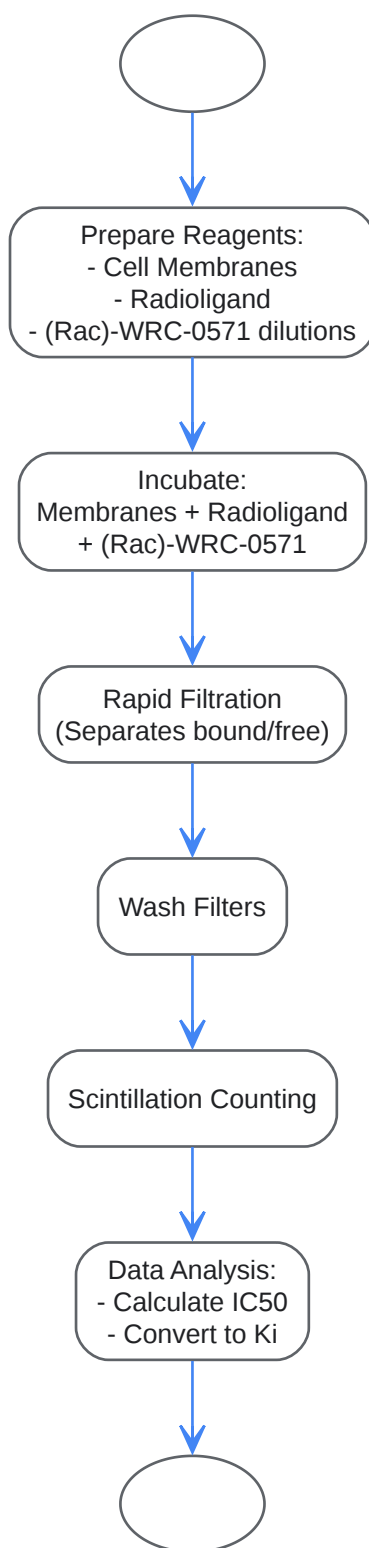 Prepare Reagents:
- Cell Membranes
- Radioligand
- (Rac)-WRC-0571 dilutions
Incubate:
Membranes + Radioligand
+ (Rac)-WRC-0571
Rapid Filtration
(Separates bound/free)
Wash Filters
Scintillation Counting
Data Analysis:
- Calculate IC50
- Convert to Ki